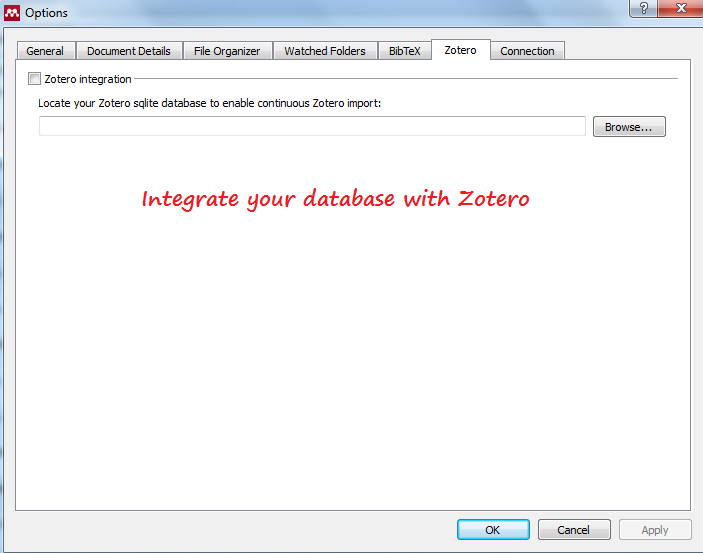 Options
?
General Document Details File Organizer Watched Folders BibTeX Zotero Connection
Zotero integration
Locate your Zotero sqlite database to enable continuous Zotero import:
Browse...
Integrate your database with Zotero
OK Cancel Apply